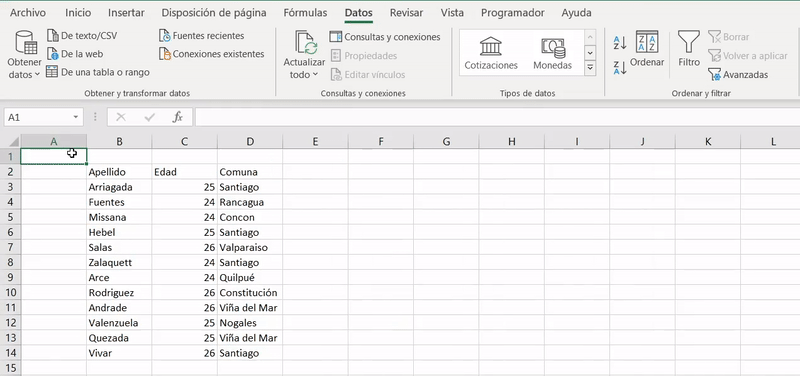 Archivo Inicio Insertar Disposición de página Fórmulas Datos Revisar Vista Programador Ayuda
Obtener datos
De texto/CSV
De la web
De una tabla o rango
Fuentes recientes
Conexiones existentes
Obtener y transformar datos
Actualizar todo
Consultas y conexiones
Propiedades
Editar vínculos
Consultas y conexiones
Cotizaciones Monedas
Tipos de datos
Ordenar
Filtro
Borrar
Volver a aplicar
Avanzadas
Ordenar y filtrar
A1 fx
A B C D E F G H I J K L
1
2 Apellido Edad Comuna
3 Arriagada 25 Santiago
4 Fuentes 24 Rancagua
5 Missana 24 Concon
6 Hebel 25 Santiago
7 Salas 26 Valparaiso
8 Zalaquett 24 Santiago
9 Arce 24 Quilpué
10 Rodriguez 26 Constitución
11 Andrade 26 Viña del Mar
12 Valenzuela 25 Nogales
13 Quezada 25 Viña del Mar
14 Vivar 26 Santiago
15